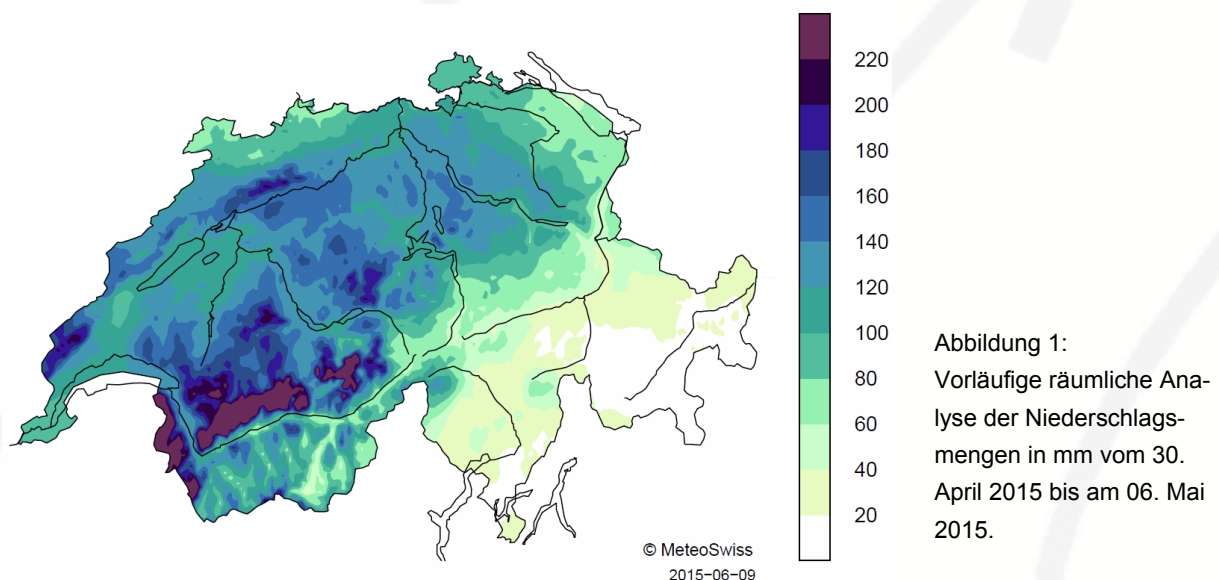 220
200
180
160
140
120
100
80
60
40
20
© MeteoSwiss
2015-06-09
Abbildung 1:
Vorläufige räumliche Ana-
lyse der Niederschlags-
mengen in mm vom 30.
April 2015 bis am 06. Mai
2015.